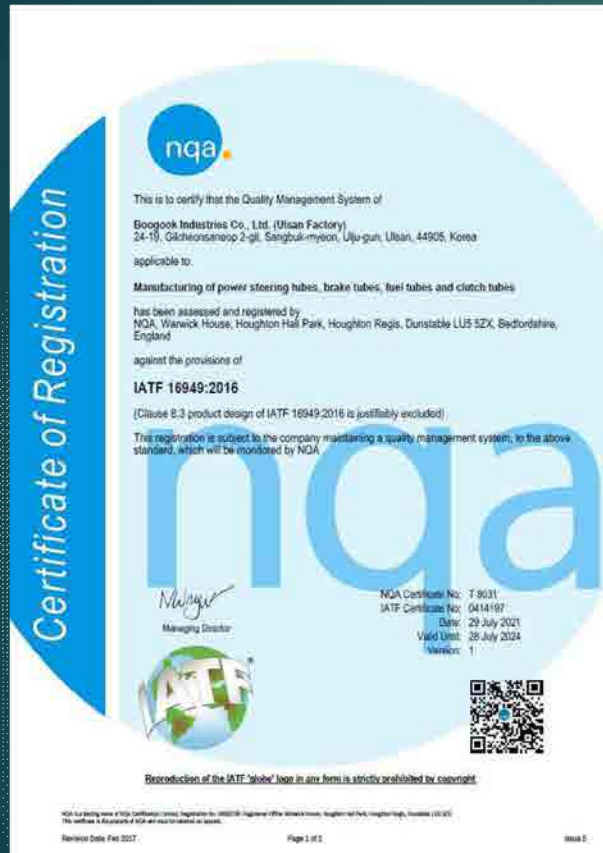 Certificate of Registration
nqa.
This is to certify that the Quality Management System of
Boogook Industries Co., Ltd. (Ulsan Factory)
24-19, Gilcheonsaneop 2-gil, Sangbuk-myeon, Ulju-gun, Ulsan, 44905, Korea
applicable to:
Manufacturing of power steering tubes, brake tubes, fuel tubes and clutch tubes
has been assessed and registered by
NQA, Warwick House, Houghton Hall Park, Houghton Regis, Dunstable LU5 5ZX, Bedfordshire,
England
against the provisions of
IATF 16949:2016
(Clause 8.3 product design of IATF 16949:2016 is justifiably excluded)
This registration is subject to the company maintaining a quality management system, to the above
standard, which will be monitored by NQA
nqa
Managing Director
NQA Certificate No: T 8031
IATF Certificate No: 0414197
Date: 29 July 2021
Valid Until: 28 July 2024
Version: 1
IATF
Reproduction of the IATF "globe" logo in any form is strictly prohibited by copyright
Revision Date: Feb 2017
Page 1 of 2
Issue 5